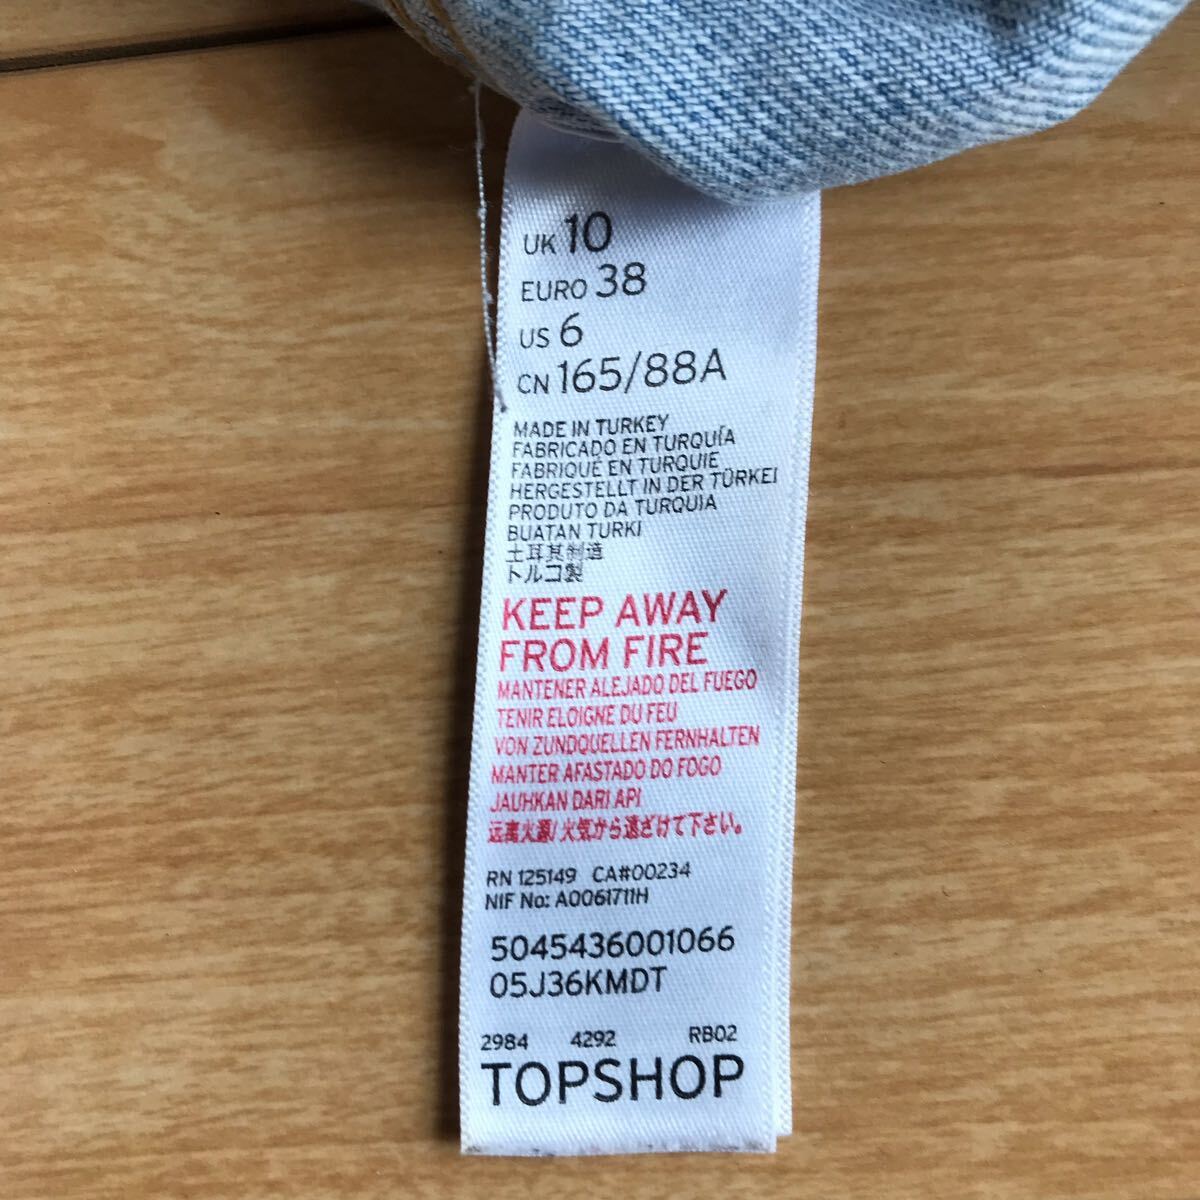 UK 10
EURO 38
US 6
CN 165/88A
MADE IN TURKEY
FABRICADO EN TURQUÍA
FABRIQUÉ EN TURQUIE
HERGESTELLT IN DER TÜRKEI
PRODUTO DA TURQUIA
BUATAN TURKI
土耳其制造
トルコ製
KEEP AWAY
FROM FIRE
MANTENER ALEJADO DEL FUEGO
TENIR ELOIGNE DU FEU
VON ZUNDQUELLEN FERNHALTEN
MANTER AFASTADO DO FOGO
JAUHKAN DARI API
远离火源/火気から遠ざけて下さい。
RN 125149 CA#00234
NIF No: A0061711H
5045436001066
05J36KMDT
2984 4292 RB02
TOPSHOP